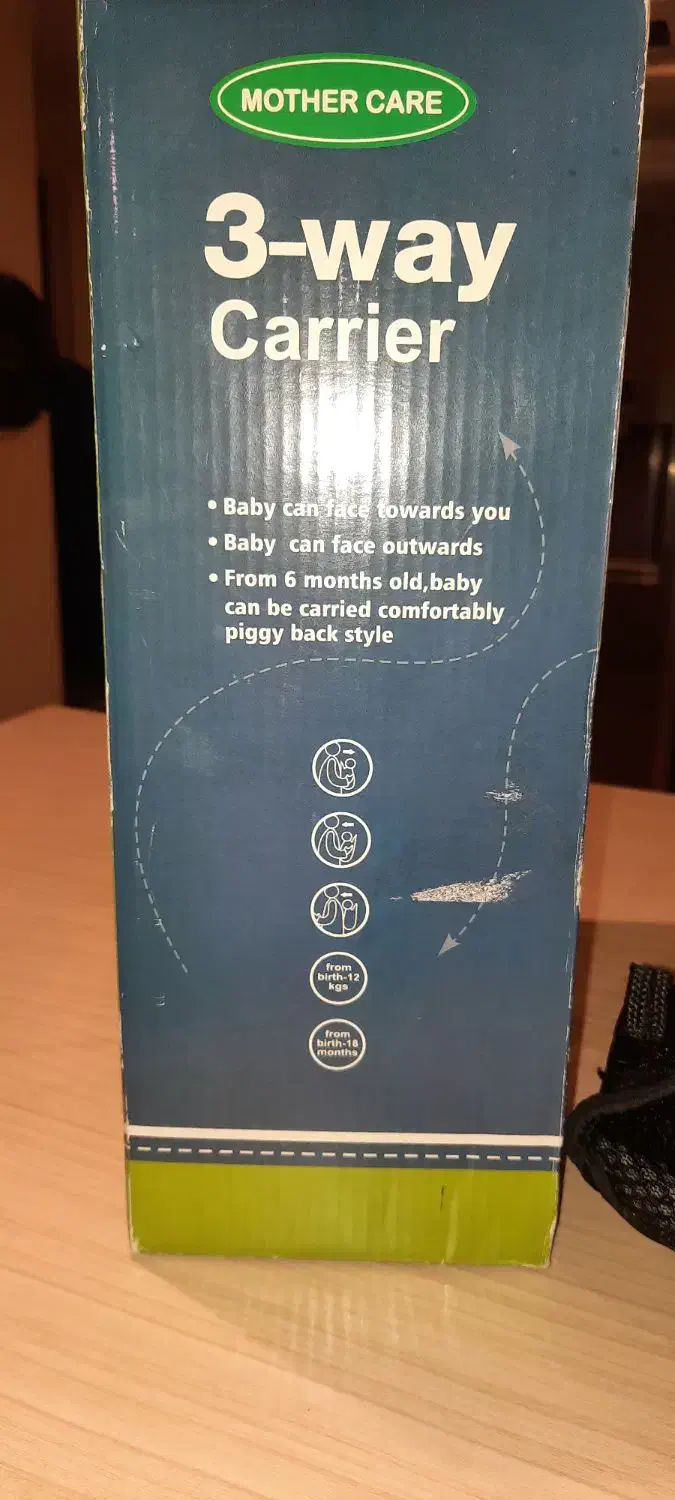 MOTHER CARE
3-way
Carrier
• Baby can face towards you
• Baby can face outwards
• From 6 months old,baby
can be carried comfortably
piggy back style
from
birth-12
kgs
from
birth-18
months